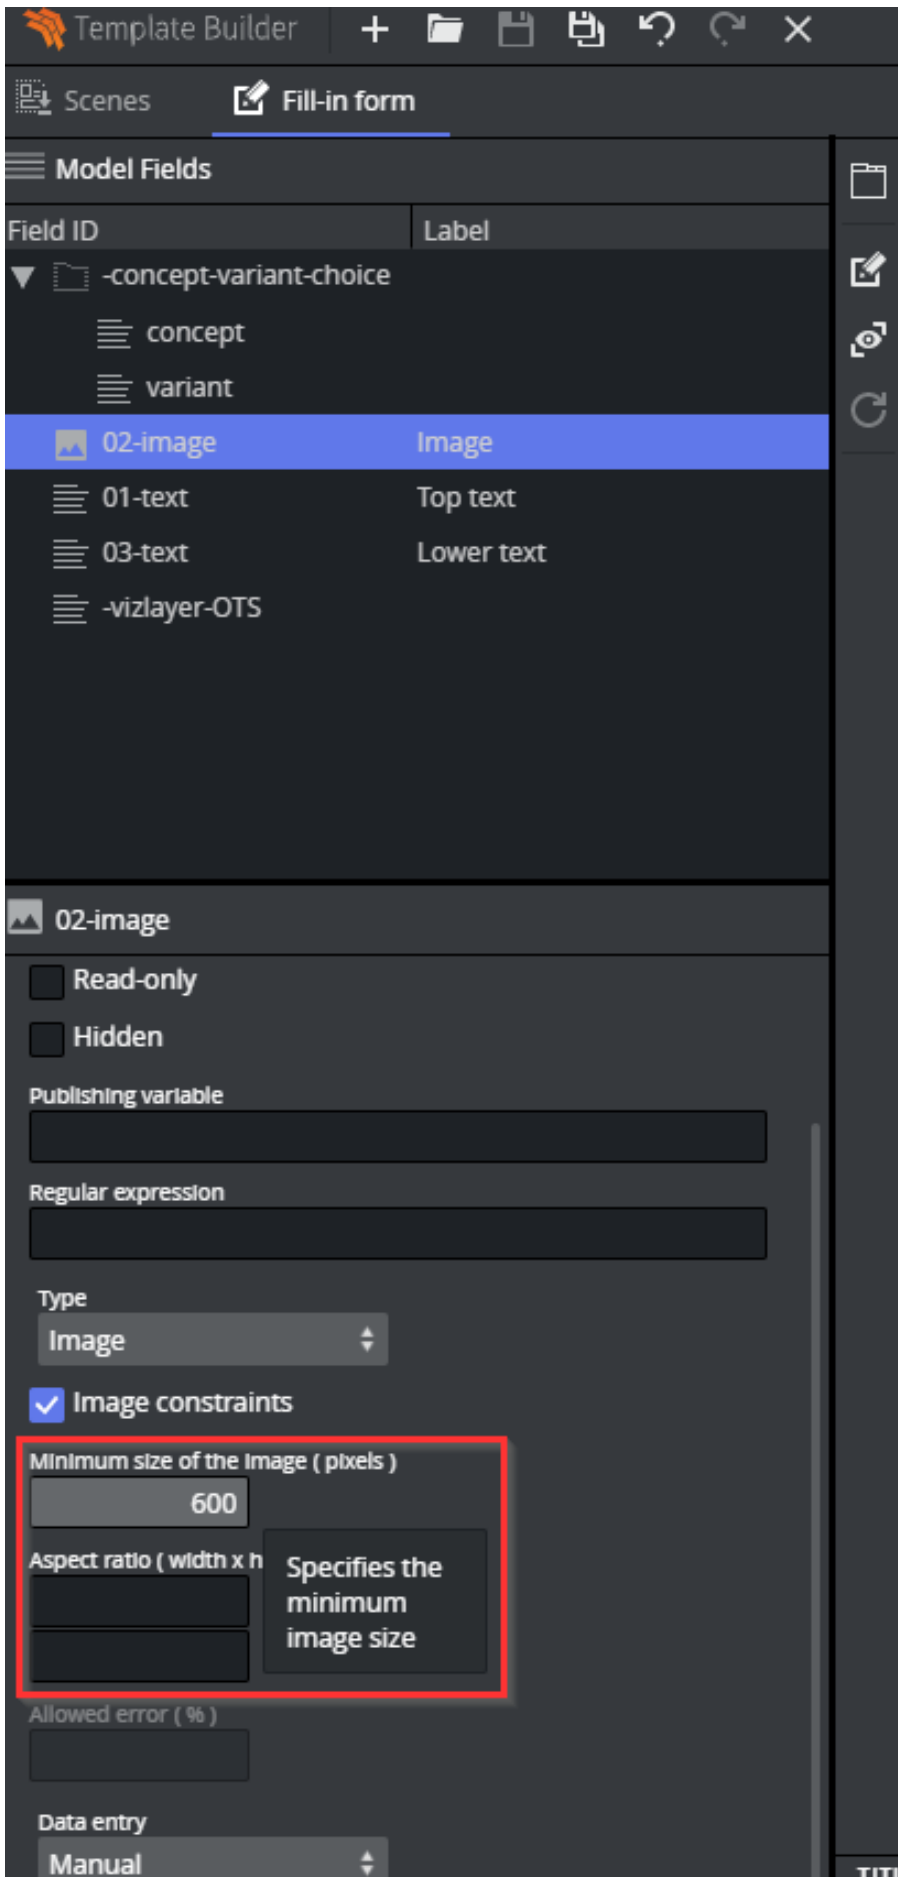 Template Builder
Scenes Fill-in form
Model Fields
Field ID Label
-concept-variant-choice
concept
variant
02-image Image
01-text Top text
03-text Lower text
-vizlayer-OTS
02-image
Read-only
Hidden
Publishing variable
Regular expression
Type
Image
Image constraints
Minimum size of the image ( pixels )
600
Aspect ratio ( width x h
Specifies the
minimum
image size
Allowed error ( % )
Data entry
Manual